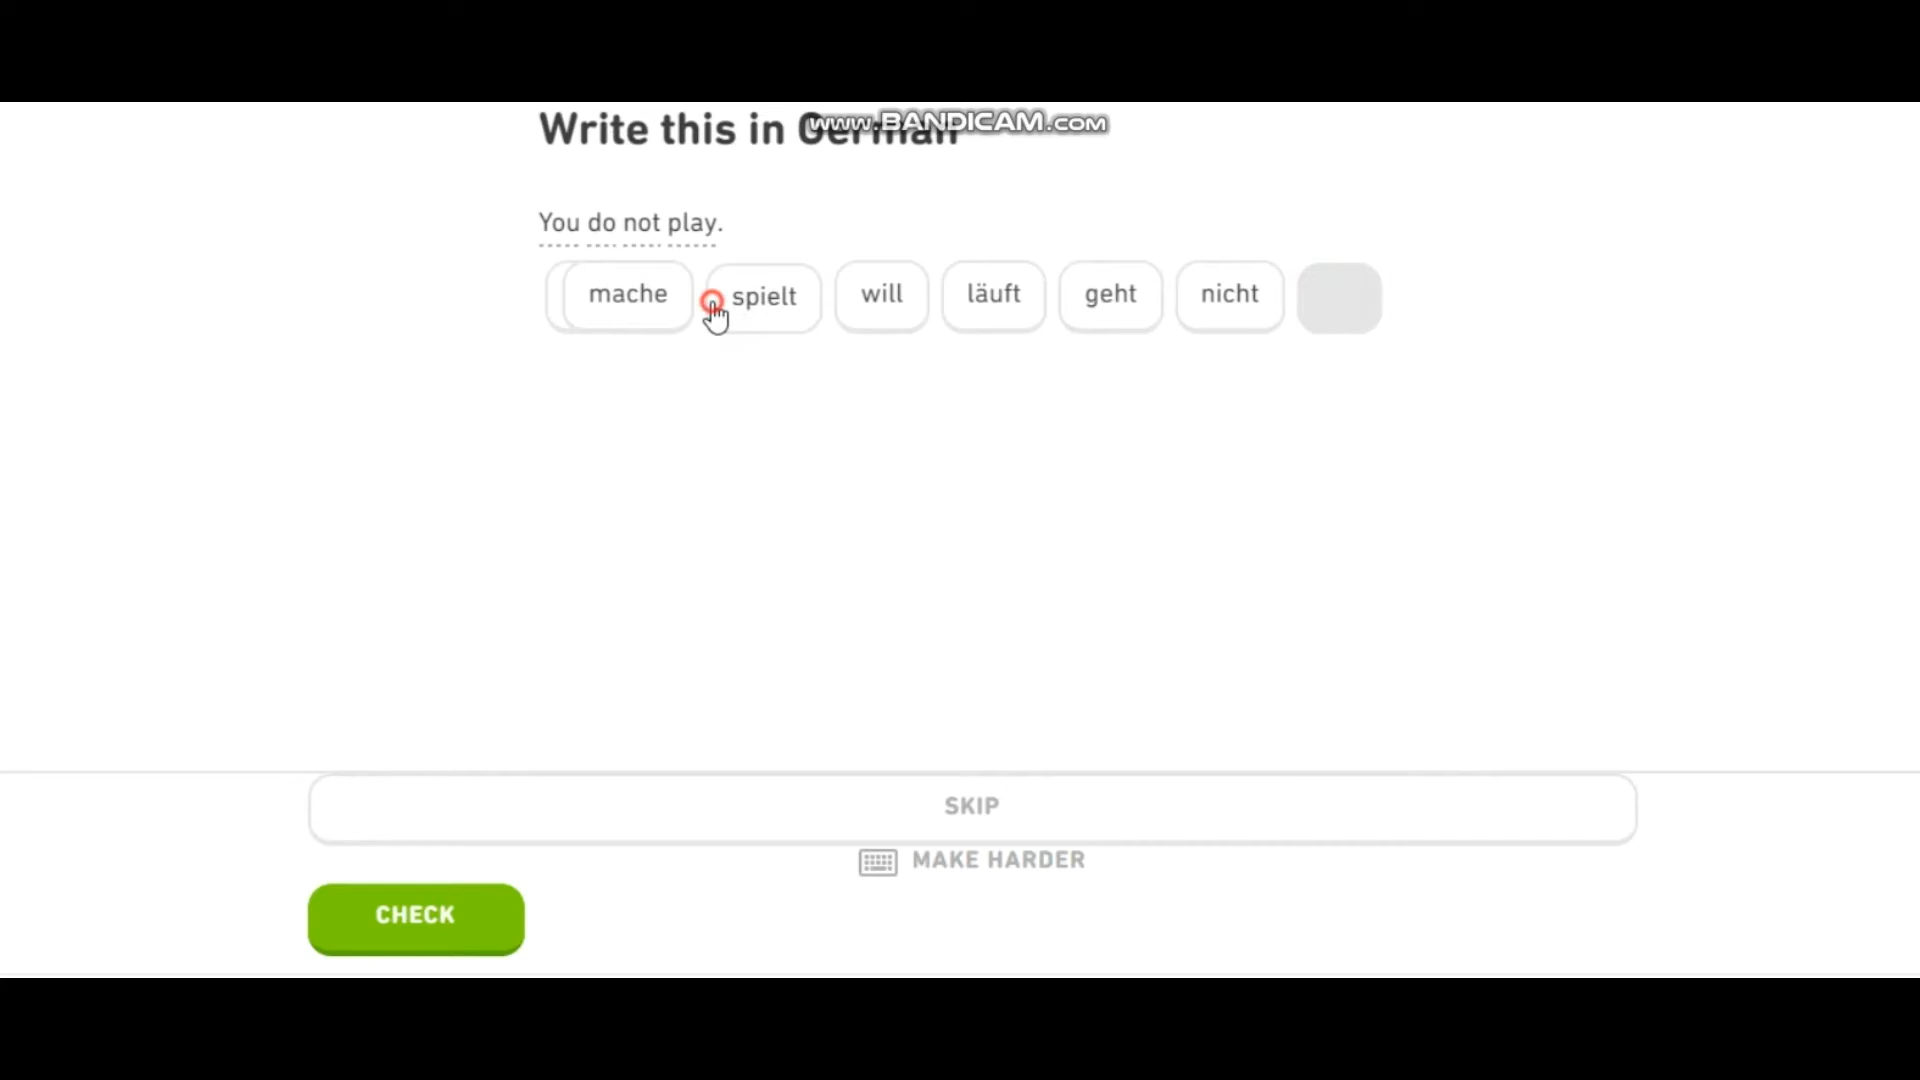 www.BANDICAM.com
Write this in German
You do not play.
mache spielt will läuft geht nicht
SKIP
MAKE HARDER
CHECK